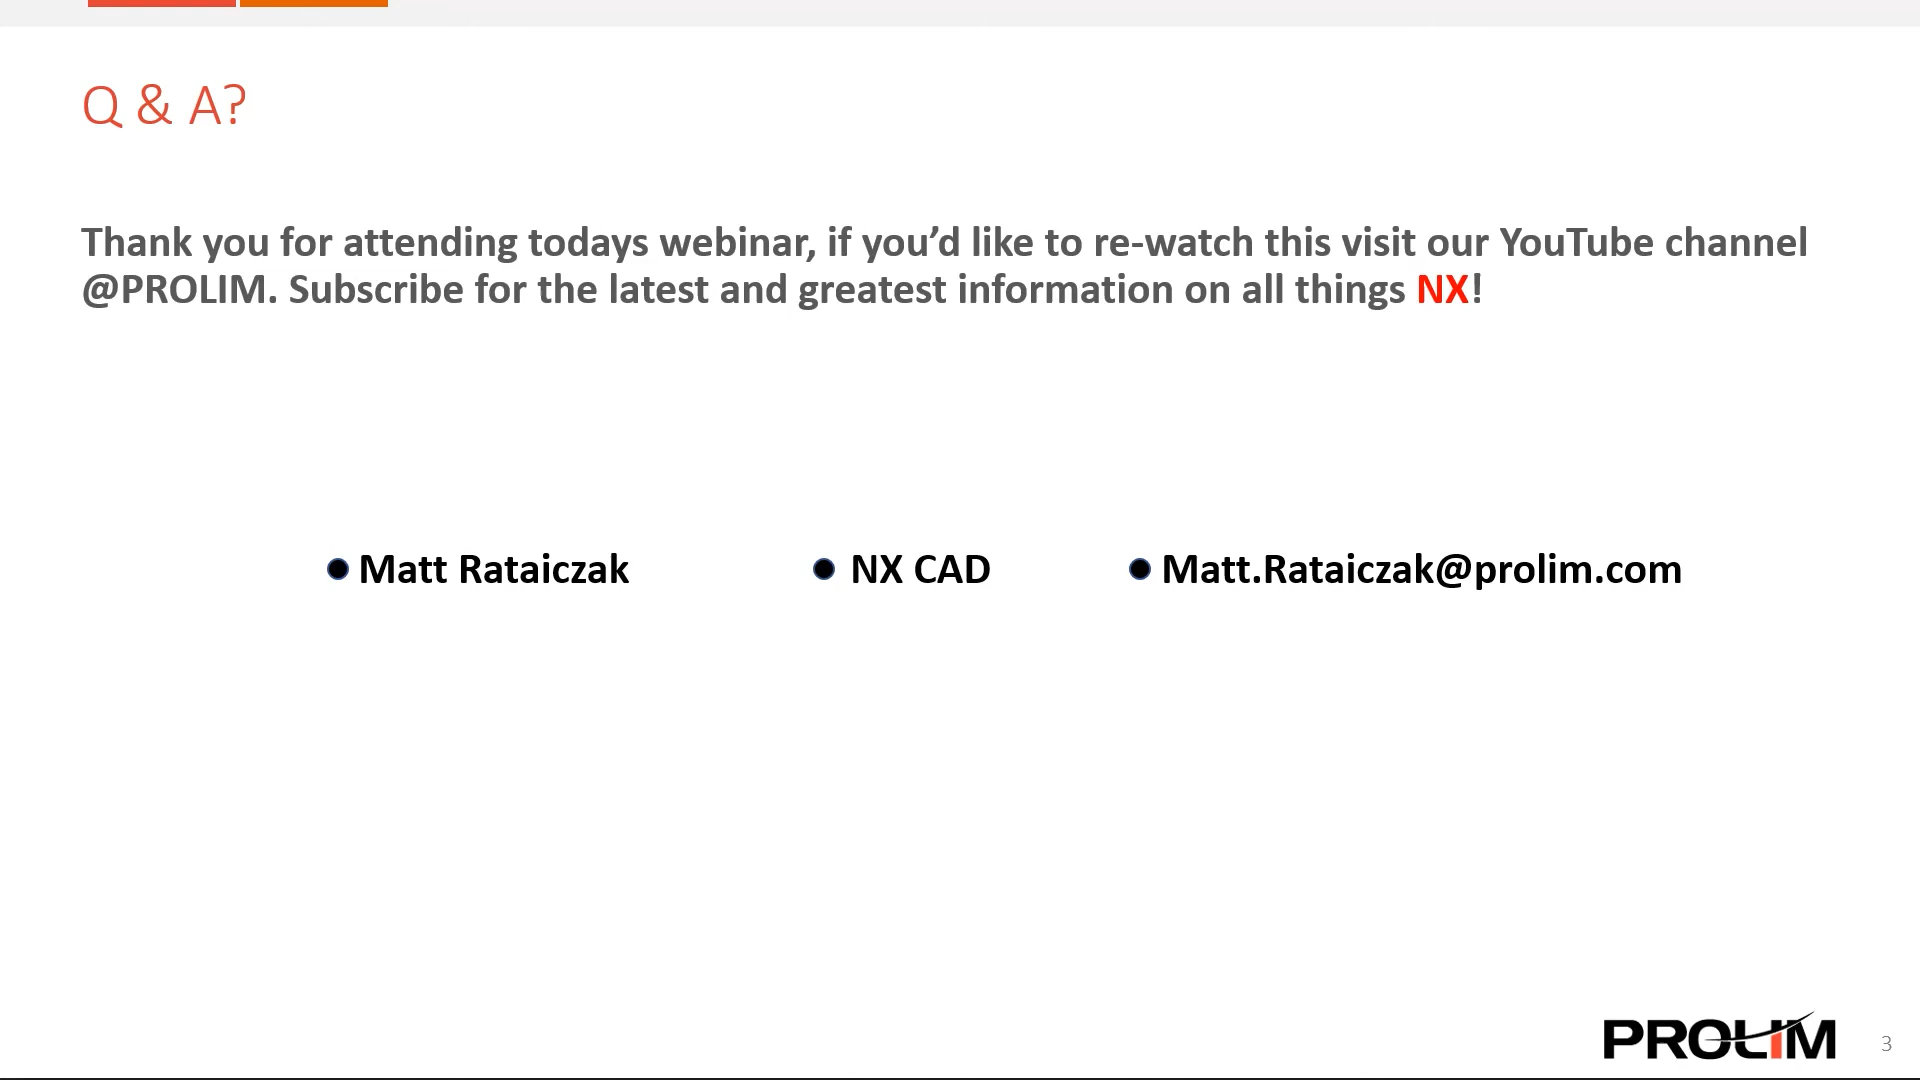 Q & A?
Thank you for attending todays webinar, if you’d like to re-watch this visit our YouTube channel
@PROLIM. Subscribe for the latest and greatest information on all things NX!
Matt Rataiczak
NX CAD
Matt.Rataiczak@prolim.com
PROLIM
3